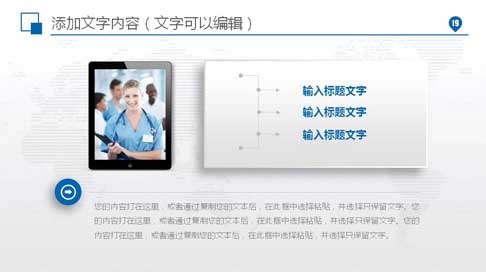 添加文字内容（文字可以编辑）
19
输入标题文字
输入标题文字
输入标题文字
您的内容打在这里，或者通过复制您的文本后，在此框中选择粘贴，并选择只保留文字。您
的内容打在这里，或者通过复制您的文本后，在此框中选择粘贴，并选择只保留文字。您的
内容打在这里，或者通过复制您的文本后，在此框中选择粘贴，并选择只保留文字。